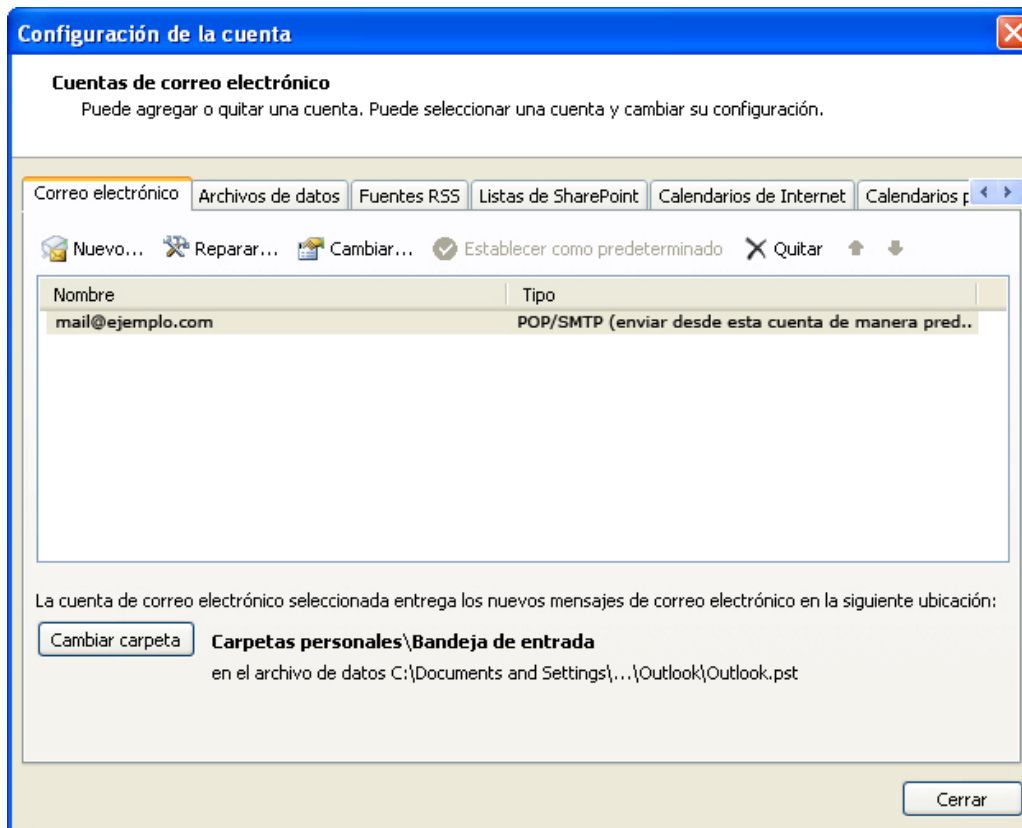 Configuración de la cuenta
Cuentas de correo electrónico
Puede agregar o quitar una cuenta. Puede seleccionar una cuenta y cambiar su configuración.
Correo electrónico Archivos de datos Fuentes RSS Listas de SharePoint Calendarios de Internet Calendarios
Nuevo... Reparar... Cambiar... Establecer como predeterminado Quitar
Nombre Tipo
mail@ejemplo.com POP/SMTP (enviar desde esta cuenta de manera pred..
La cuenta de correo electrónico seleccionada entrega los nuevos mensajes de correo electrónico en la siguiente ubicación:
Cambiar carpeta Carpetas personales\Bandeja de entrada
en el archivo de datos C:\Documents and Settings\...\Outlook\Outlook.pst
Cerrar